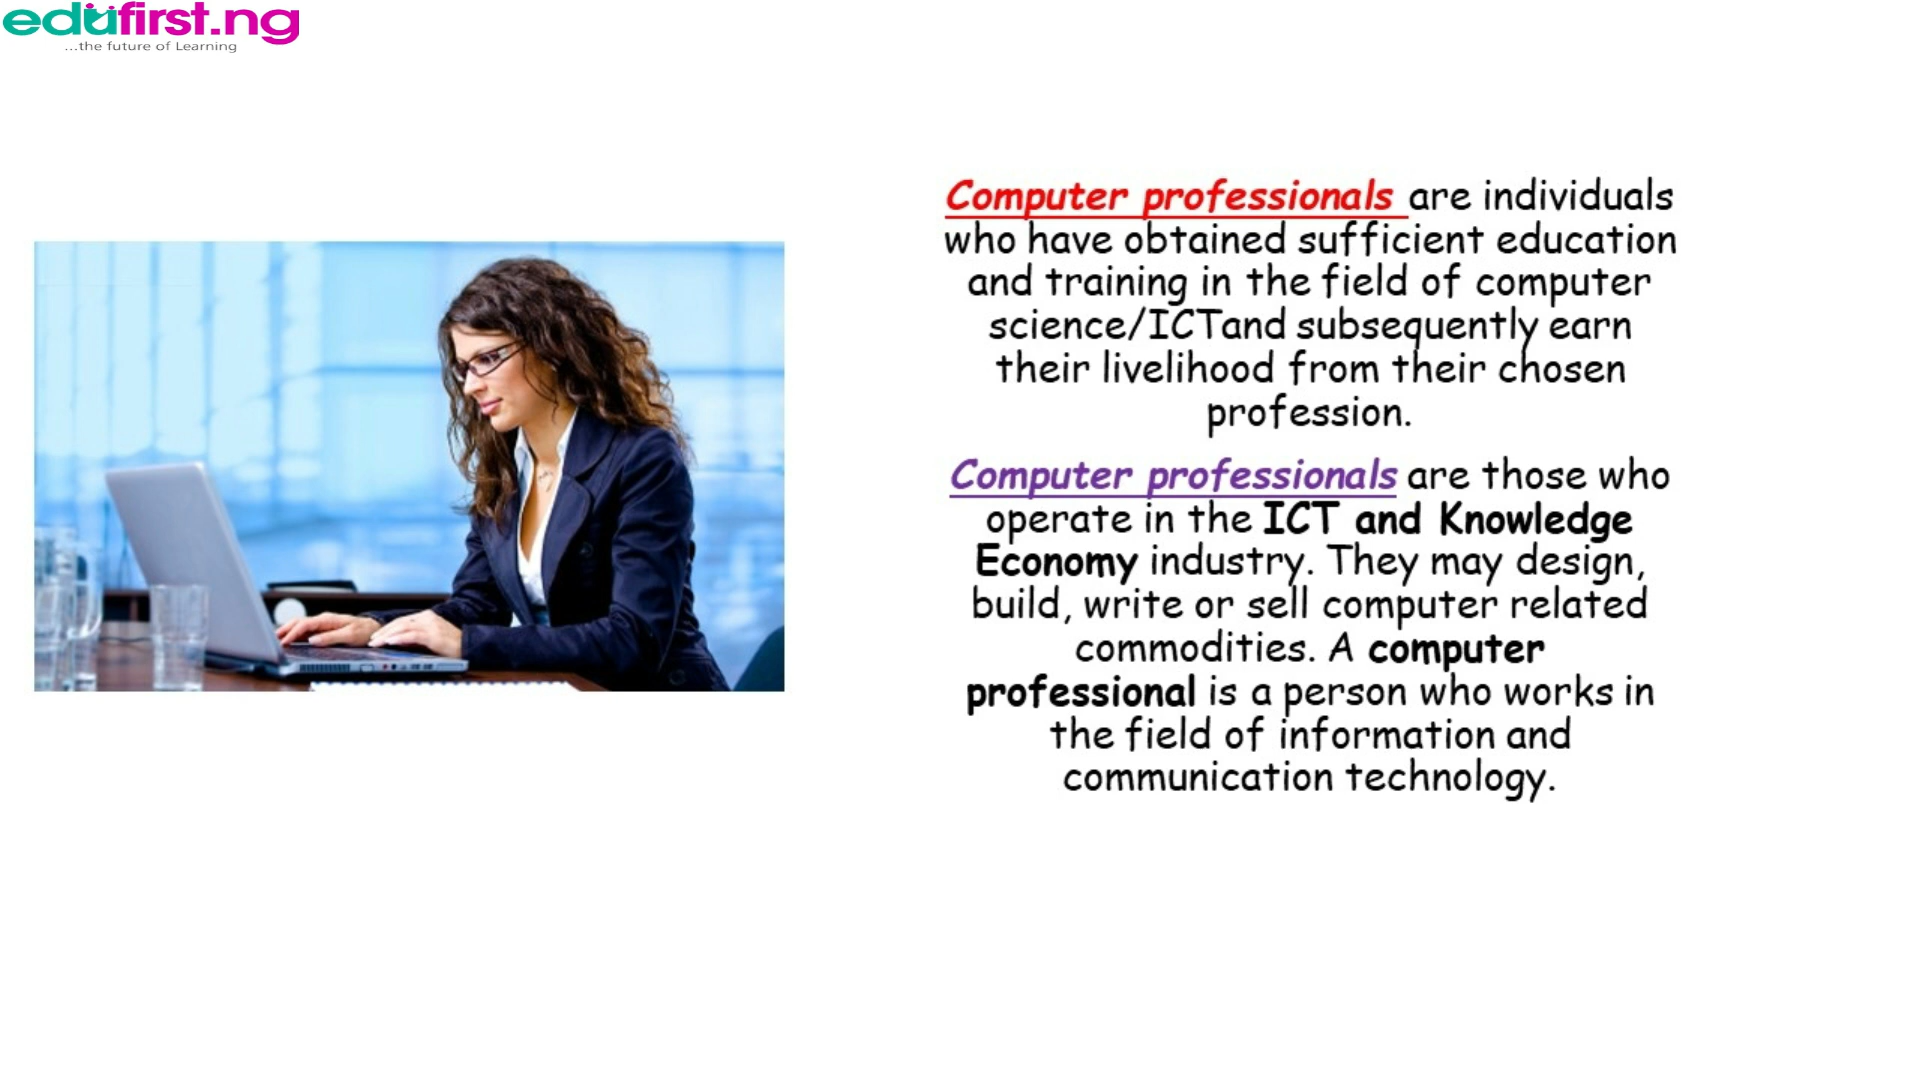 edufirst.ng
...the future of Learning
Computer professionals are individuals
who have obtained sufficient education
and training in the field of computer
science/ICTand subsequently earn
their livelihood from their chosen
profession.
Computer professionals are those who
operate in the ICT and Knowledge
Economy industry. They may design,
build, write or sell computer related
commodities. A computer
professional is a person who works in
the field of information and
communication technology.